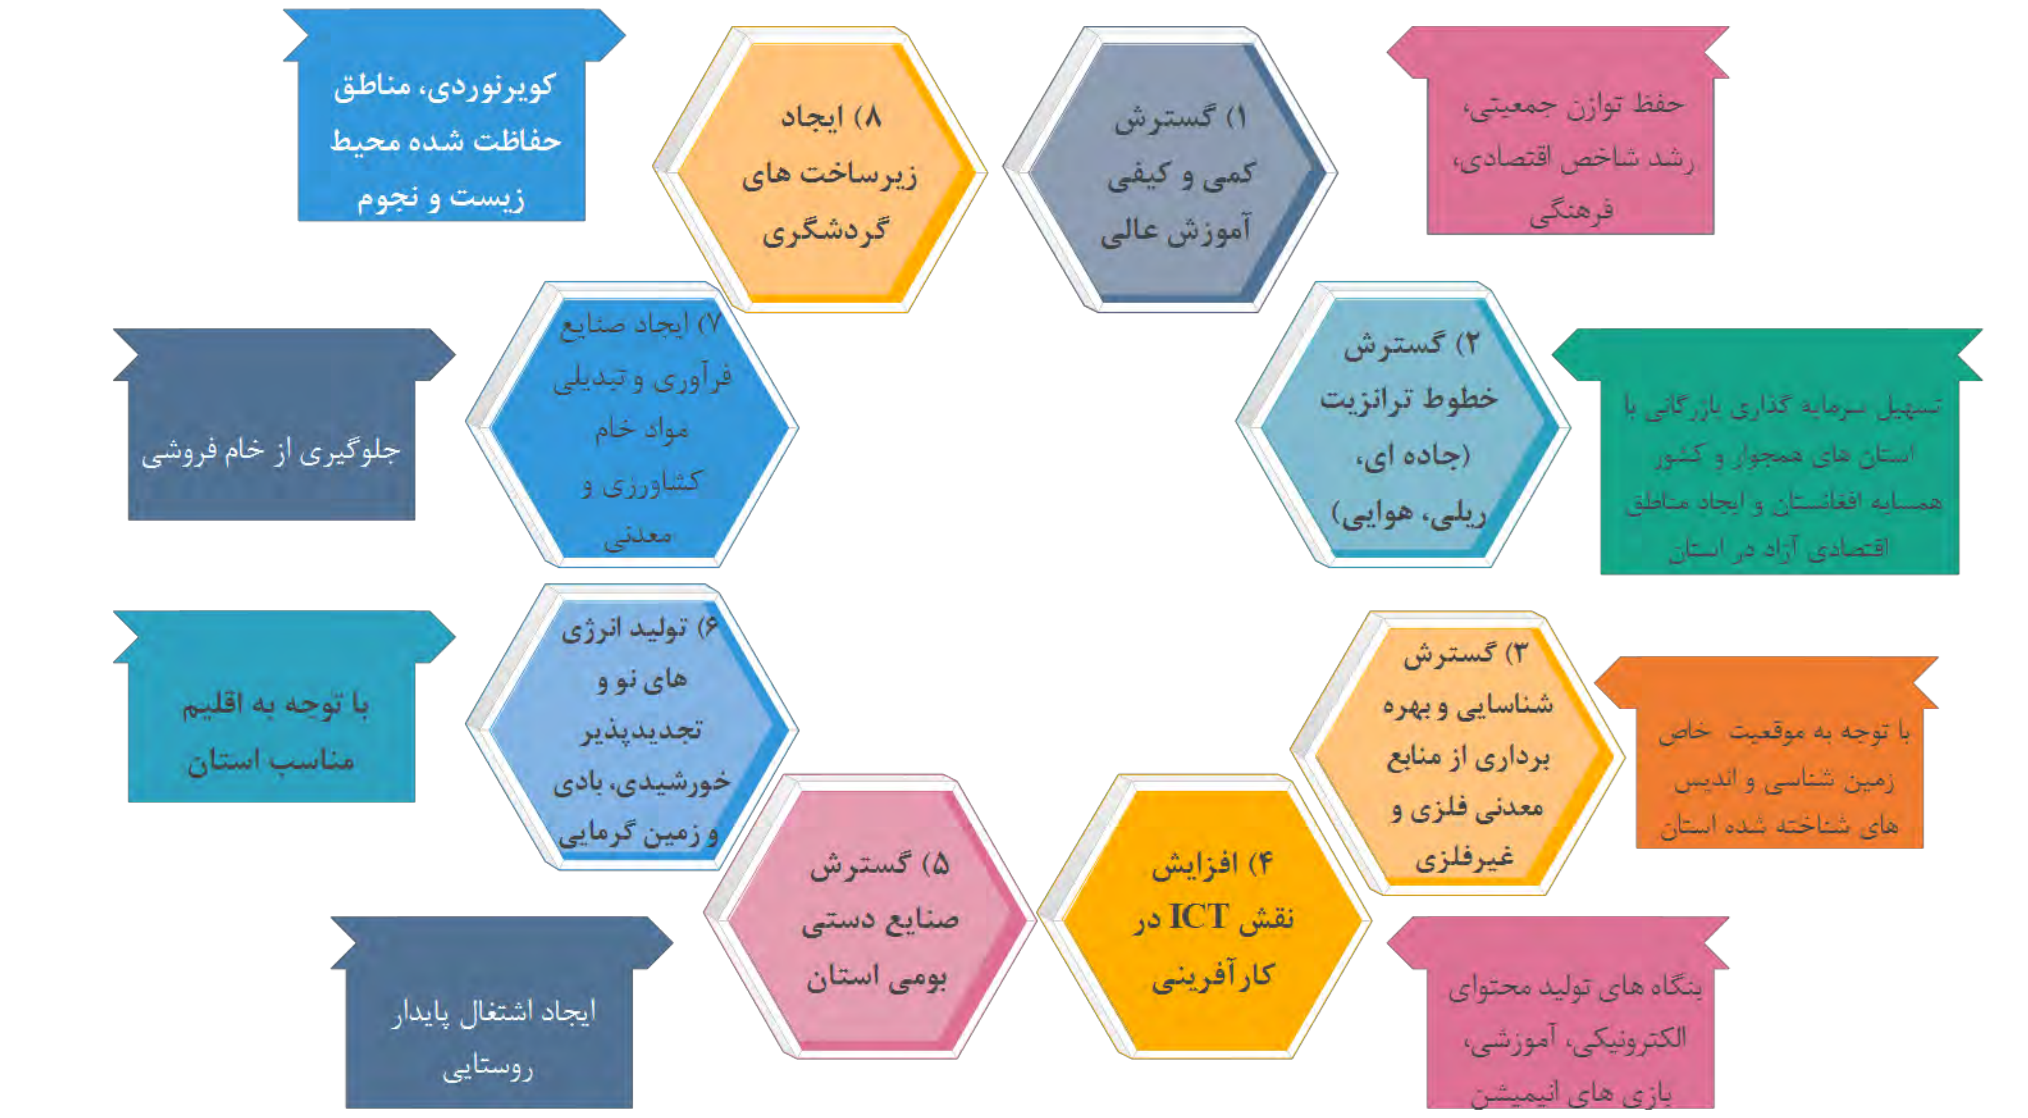 ۱) گسترش
کمی و کیفی
آموزش عالی
حفظ توازن جمعیتی،
رشد شاخص اقتصادی،
فرهنگی
۲) گسترش
خطوط ترانزیت
(جاده ای،
ریلی، هوایی)
تسهیل سرمایه گذاری بازرگانی با
استان های همجوار و کشور
همسایه افغانستان و ایجاد مناطق
اقتصادی آزاد در استان
۳) گسترش
شناسایی و بهره
برداری از منابع
معدنی فلزی و
غیرفلزی
با توجه به موقعیت خاص
زمین شناسی و اندیس
های شناخته شده استان
۴) افزایش
نقش ICT در
کارآفرینی
بنگاه های تولید محتوای
الکترونیکی، آموزشی،
بازی های انیمیشن
۵) گسترش
صنایع دستی
بومی استان
ایجاد اشتغال پایدار
روستایی
۶) تولید انرژی
های نو و
تجدیدپذیر
خورشیدی، بادی
و زمین گرمایی
با توجه به اقلیم
مناسب استان
۷) ایجاد صنایع
فرآوری و تبدیلی
مواد خام
کشاورزی و
معدنی
جلوگیری از خام فروشی
۸) ایجاد
زیرساخت های
گردشگری
کویرنوردی، مناطق
حفاظت شده محیط
زیست و نجوم